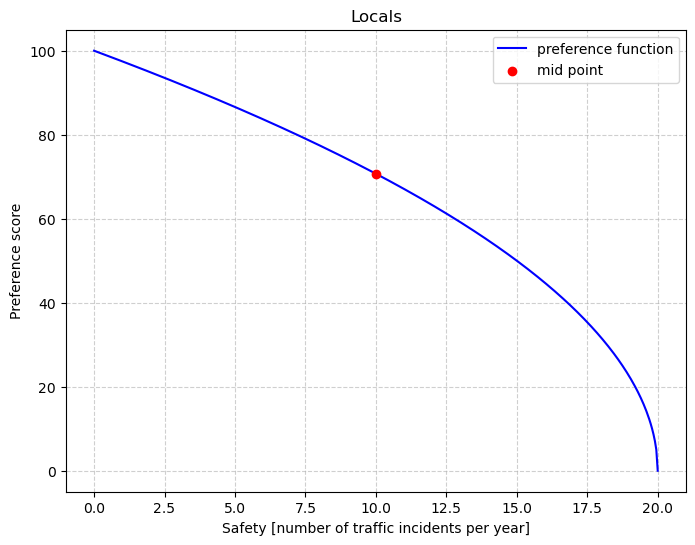 Locals
preference function
mid point
100
80
60
40
20
0
Preference score
0.0 2.5 5.0 7.5 10.0 12.5 15.0 17.5 20.0
Safety [number of traffic incidents per year]